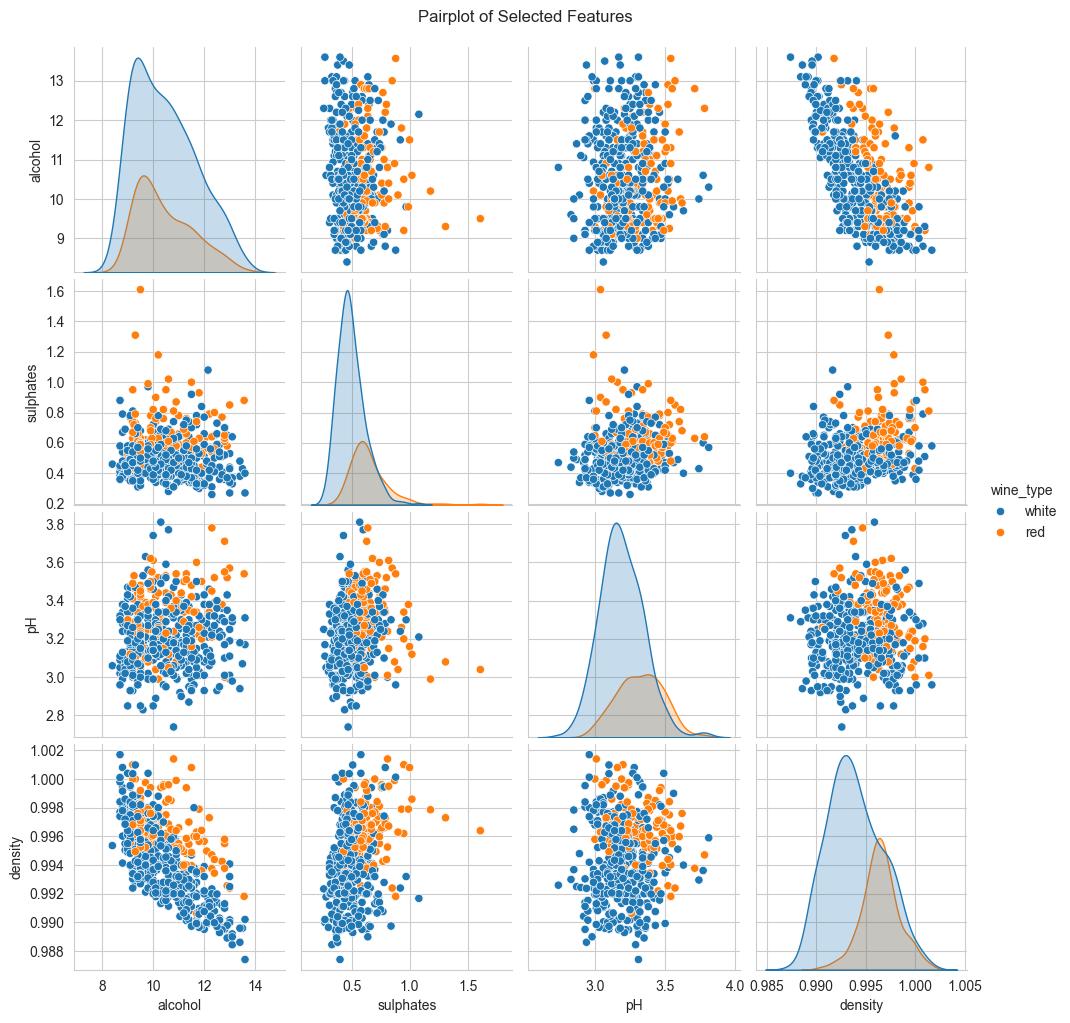 Pairplot of Selected Features
alcohol
13
12
11
10
9
sulphates
1.6
1.4
1.2
1.0
0.8
0.6
0.4
0.2
wine_type
white
red
pH
3.8
3.6
3.4
3.2
3.0
2.8
density
1.002
1.000
0.998
0.996
0.994
0.992
0.990
0.988
8 10 12 14 0.5 1.0 1.5 3.0 3.5 4.0 0.985 0.990 0.995 1.000 1.005
alcohol sulphates pH density